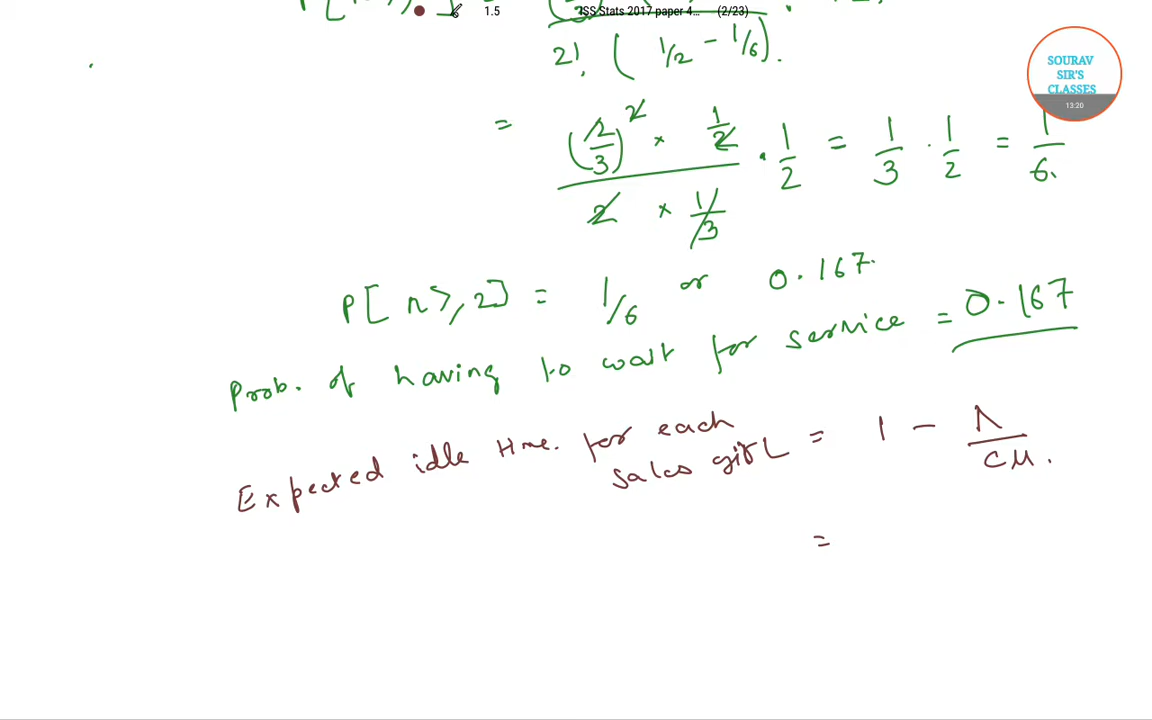 1.5 ISS Stats 2017 paper 4... (2/23)
2! ( 1/2 - 1/6).
SOURAV
SIR'S
CLASSES
13:20
= (2/3)^2 × 1/2 / 2 × 1/3 . 1/2 = 1/3 . 1/2 = 1/6.
P[n≥2] = 1/6 or 0.167.
Prob. of having to wait for service = 0.167
Expected idle time. for each
sales girl = 1 - λ/cμ.
=